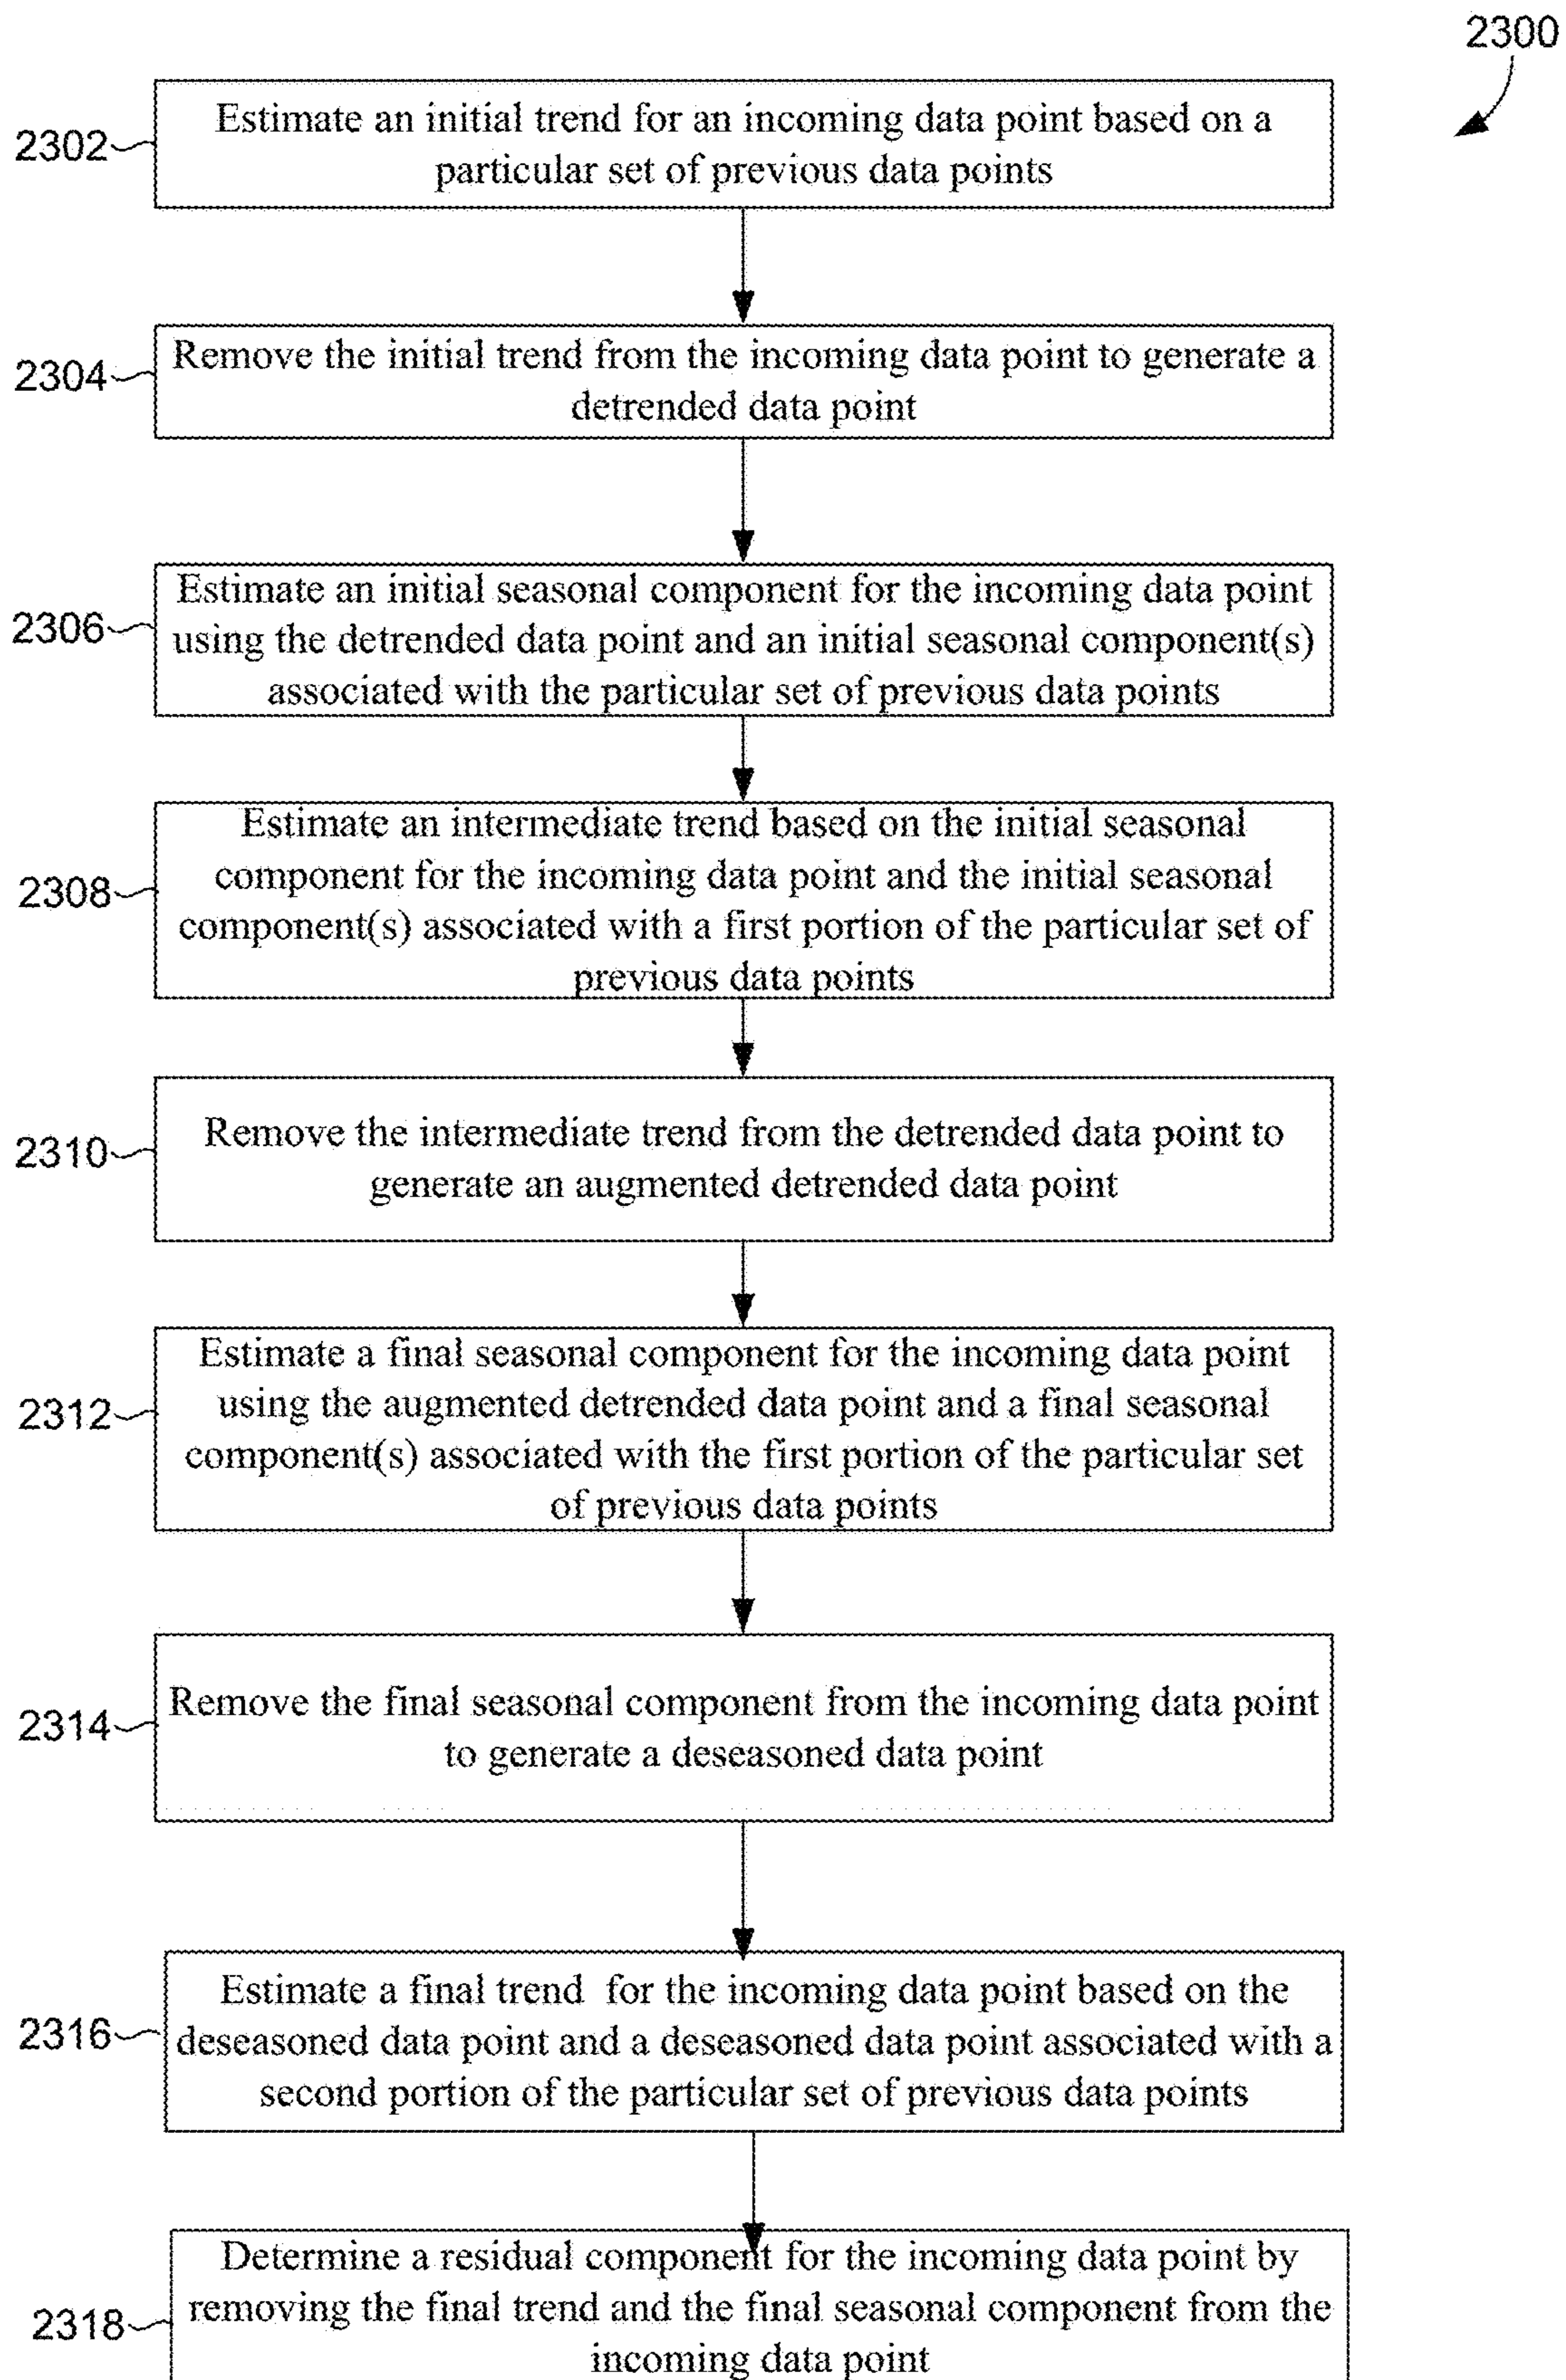 2300
2302
Estimate an initial trend for an incoming data point based on a
particular set of previous data points
2304
Remove the initial trend from the incoming data point to generate a
detrended data point
2306
Estimate an initial seasonal component for the incoming data point
using the detrended data point and an initial seasonal component(s)
associated with the particular set of previous data points
2308
Estimate an intermediate trend based on the initial seasonal
component for the incoming data point and the initial seasonal
component(s) associated with a first portion of the particular set of
previous data points
2310
Remove the intermediate trend from the detrended data point to
generate an augmented detrended data point
2312
Estimate a final seasonal component for the incoming data point
using the augmented detrended data point and a final seasonal
component(s) associated with the first portion of the particular set
of previous data points
2314
Remove the final seasonal component from the incoming data point
to generate a deseasoned data point
2316
Estimate a final trend for the incoming data point based on the
deseasoned data point and a deseasoned data point associated with a
second portion of the particular set of previous data points
2318
Determine a residual component for the incoming data point by
removing the final trend and the final seasonal component from the
incoming data point